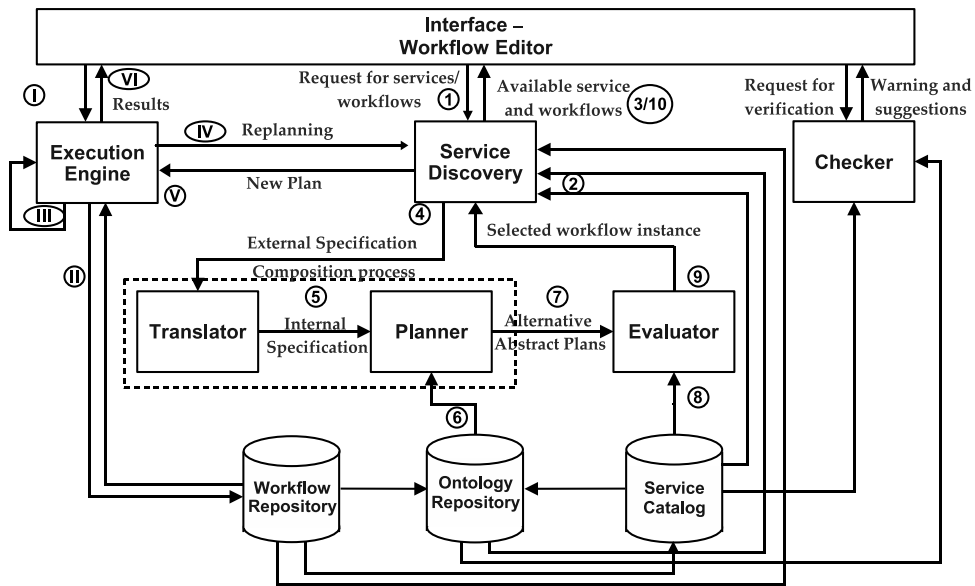 Interface –
Workflow Editor
I
VI
Results
Request for services/
workflows
1
Available service
and workflows
3/10
Request for
verification
Warning and
suggestions
IV
Replanning
Execution
Engine
Service
Discovery
Checker
New Plan
V
2
III
4
II
External Specification
Selected workflow instance
Composition process
5
7
9
Translator
Internal
Specification
Planner
Alternative
Abstract Plans
Evaluator
6
8
Workflow
Repository
Ontology
Repository
Service
Catalog